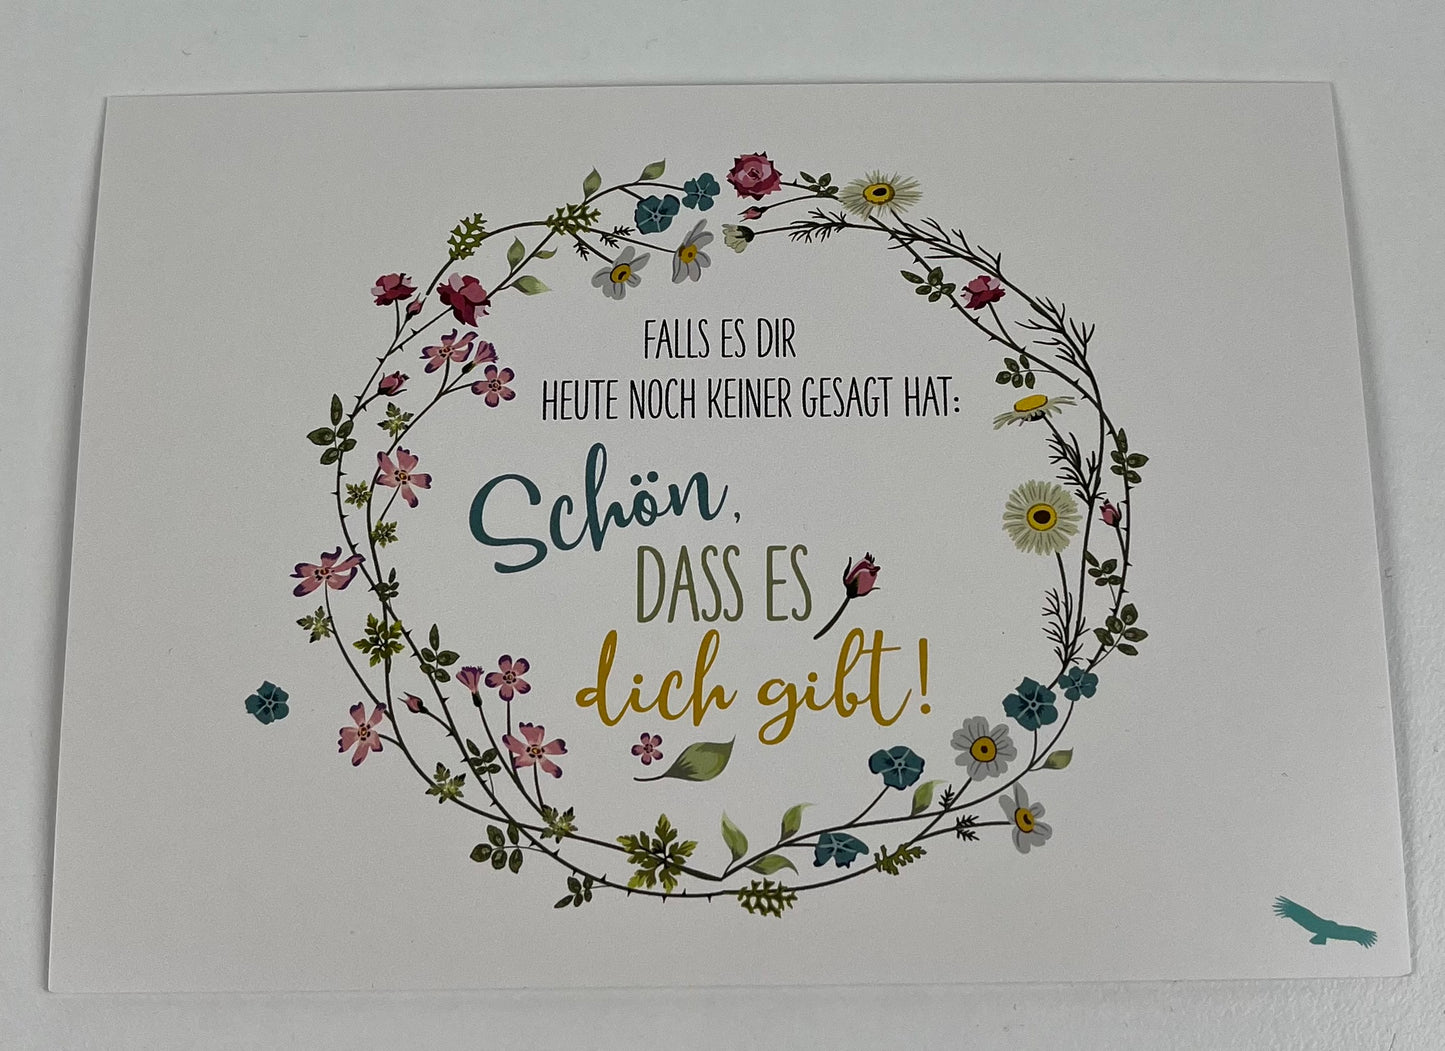 FALLS ES DIR
HEUTE NOCH KEINER GESAGT HAT:
Schön,
DASS ES
dich gibt!